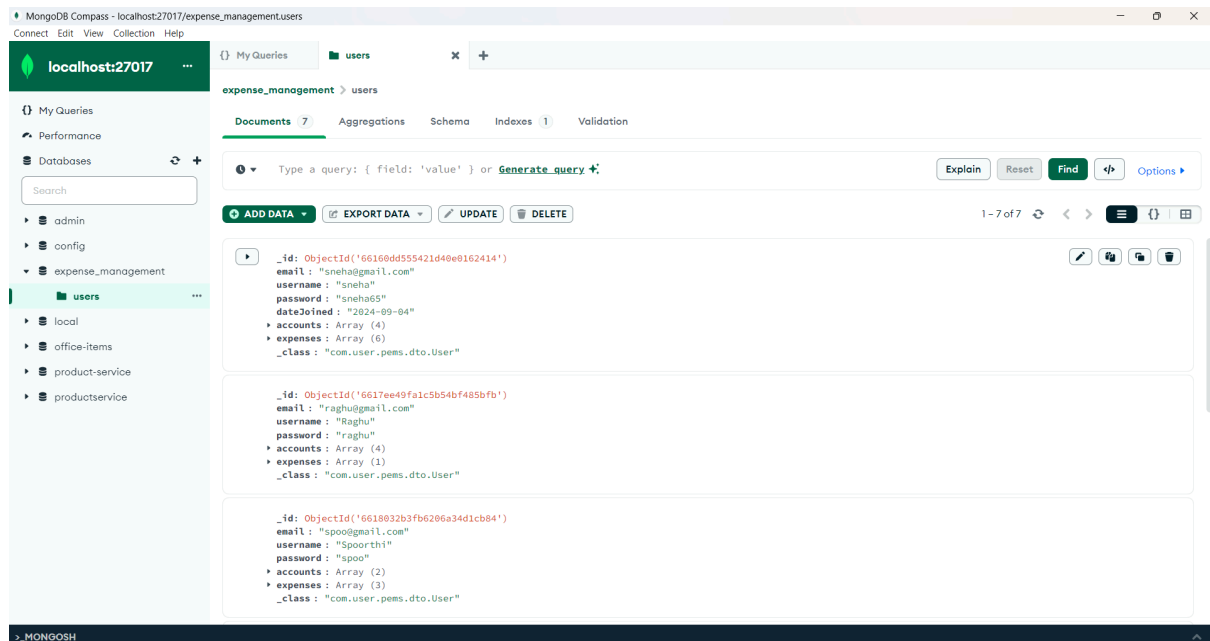 MongoDB Compass - localhost:27017/expense_management.users
Connect Edit View Collection Help
localhost:27017 ...
{} My Queries
users
{} My Queries
Performance
Databases
Search
admin
config
expense_management
users ...
local
office-items
product-service
productservice
expense_management > users
Documents 7 Aggregations Schema Indexes 1 Validation
Type a query: { field: 'value' } or Generate query
Explain Reset Find </> Options
ADD DATA EXPORT DATA UPDATE DELETE
1 – 7 of 7 {}
_id: ObjectId('66160dd555421d40e0162414')
email : "sneha@gmail.com"
username : "sneha"
password : "sneha65"
dateJoined : "2024-09-04"
accounts : Array (4)
expenses : Array (6)
_class : "com.user.pems.dto.User"
_id: ObjectId('6617ee49fa1c5b54bf485bfb')
email : "raghu@gmail.com"
username : "Raghu"
password : "raghu"
accounts : Array (4)
expenses : Array (1)
_class : "com.user.pems.dto.User"
_id: ObjectId('6618032b3fb6206a34d1cb84')
email : "spoo@gmail.com"
username : "Spoorthi"
password : "spoo"
accounts : Array (2)
expenses : Array (3)
_class : "com.user.pems.dto.User"
>_MONGOSH